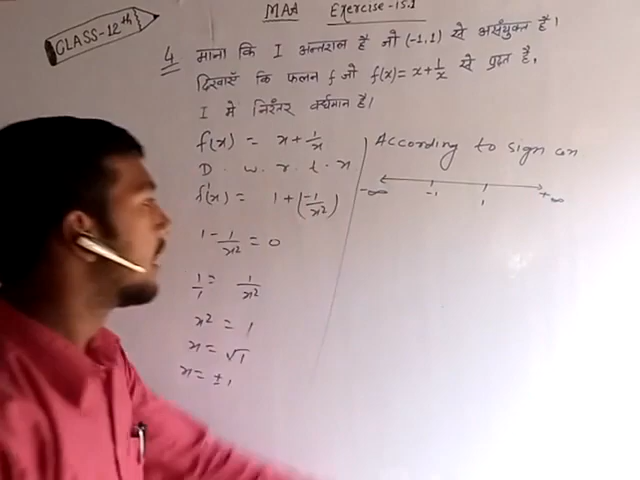 CLASS-12th
MAA Exercise-15.1
4 माना कि I अन्तराल है जो (-1,1) से असंयुक्त है।
दिखाएँ कि फलन f जो f(x) = x + 1/x से प्रदत्त है,
I में निरंतर वर्धमान है।
f(x) = x + 1/x
D. w. r. t. x
f'(x) = 1 + (-1/x²)
1 - 1/x² = 0
1/1 = 1/x²
x² = 1
x = √1
x = ±1
According to sign con
-∞ -1 1 +∞